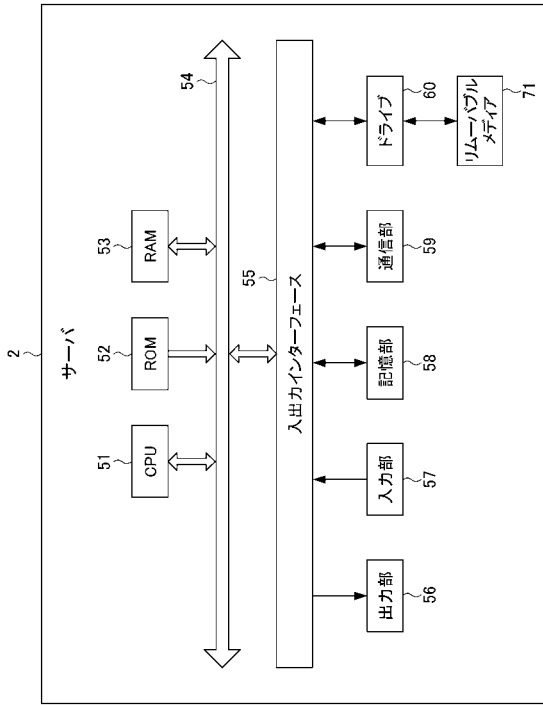 2
サーバ
51
52
53
CPU
ROM
RAM
54
55
入出力インターフェース
出力部
入力部
記憶部
通信部
ドライブ
56
57
58
59
60
リムーバブル
メディア
71